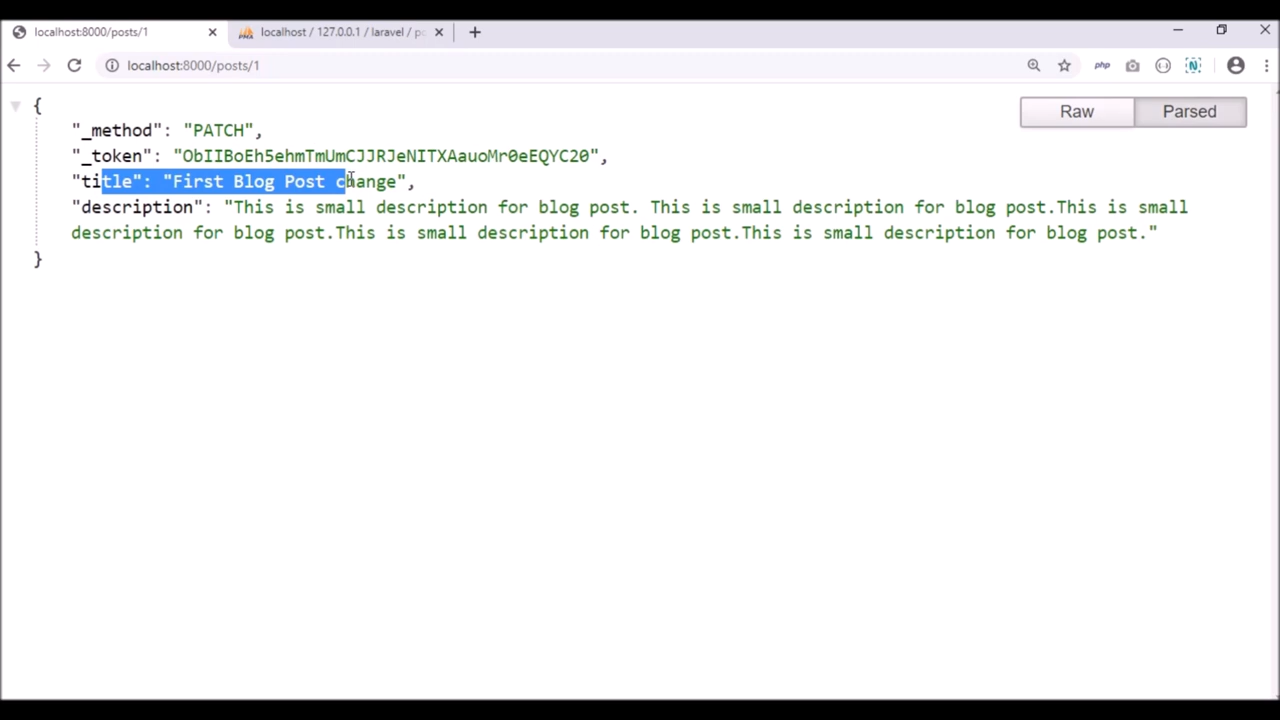 localhost:8000/posts/1
localhost / 127.0.0.1 / laravel / po
localhost:8000/posts/1
php
N
Raw
Parsed
{
"_method": "PATCH",
"_token": "ObIIBoEh5ehmTmUmCJJRJeNITXAauoMr0eEQYC20",
"title": "First Blog Post change",
"description": "This is small description for blog post. This is small description for blog post.This is small
description for blog post.This is small description for blog post.This is small description for blog post."
}